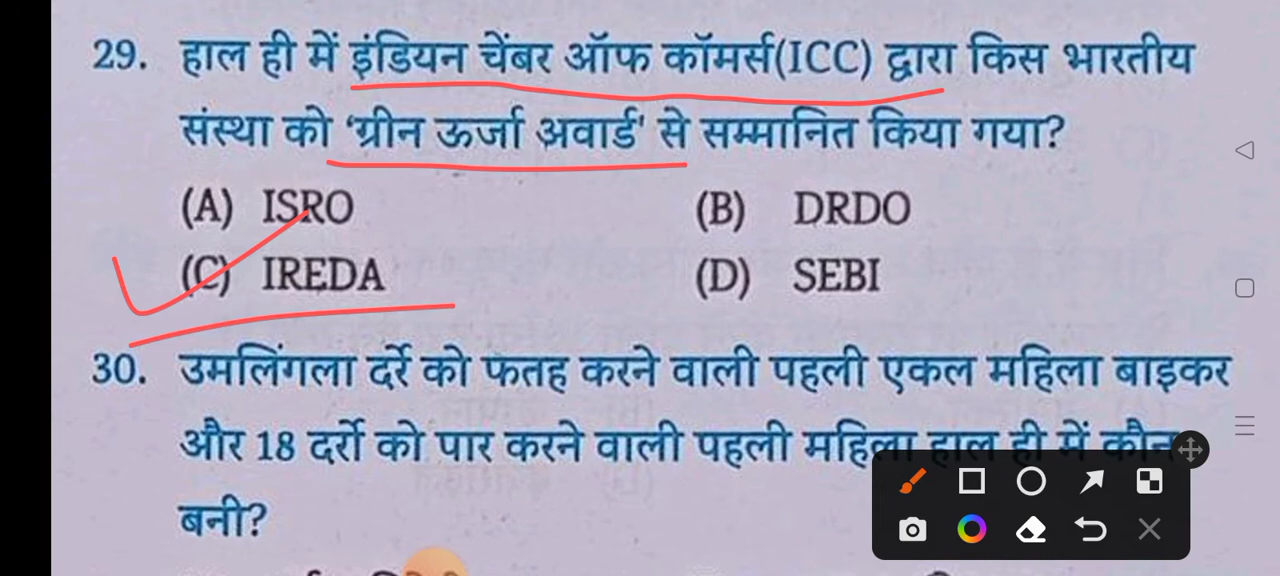 29. हाल ही में इंडियन चेंबर ऑफ कॉमर्स(ICC) द्वारा किस भारतीय
संस्था को 'ग्रीन ऊर्जा अवार्ड' से सम्मानित किया गया?
(A) ISRO (B) DRDO
(C) IREDA (D) SEBI
30. उमलिंगला दर्रे को फतह करने वाली पहली एकल महिला बाइकर
और 18 दर्रो को पार करने वाली पहली महिला हाल ही में कौन
बनी?